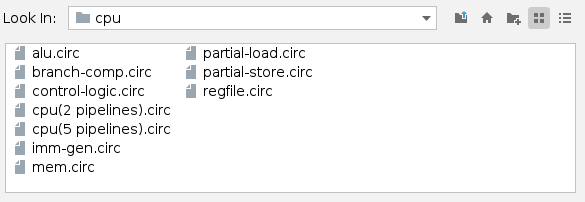 Look In: cpu
alu.circ
branch-comp.circ
control-logic.circ
cpu(2 pipelines).circ
cpu(5 pipelines).circ
imm-gen.circ
mem.circ
partial-load.circ
partial-store.circ
regfile.circ